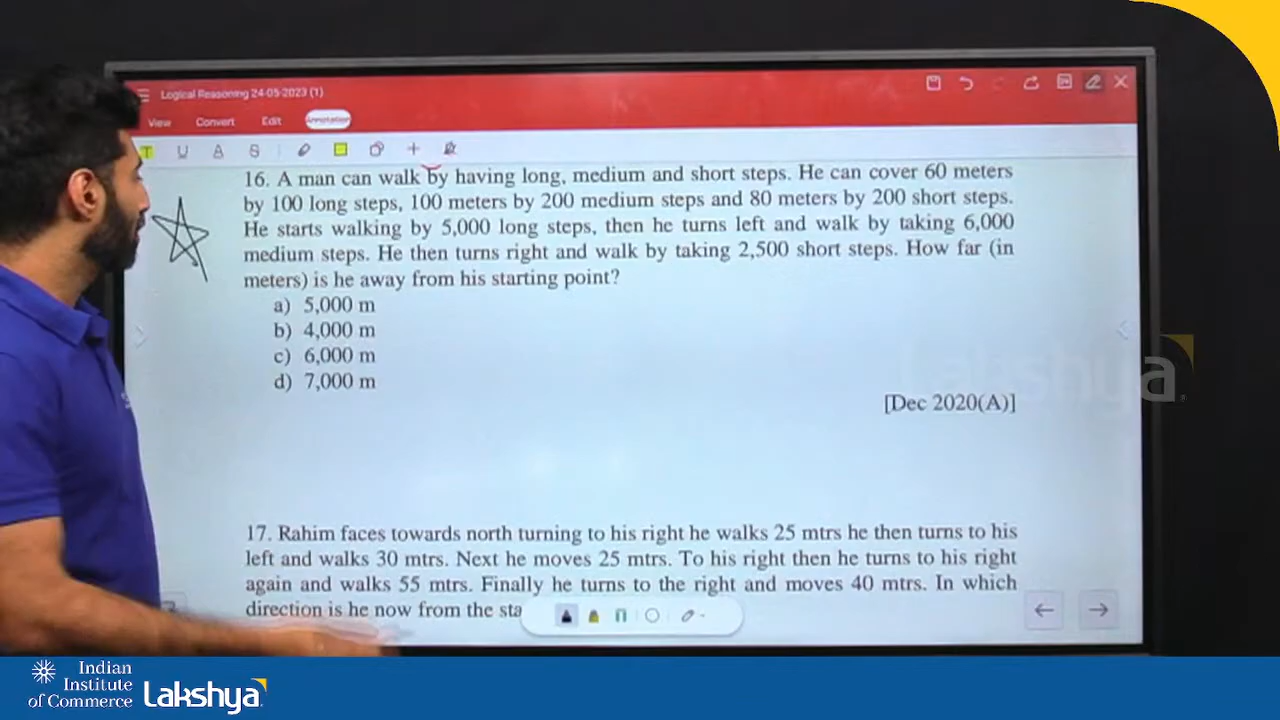 Logical Reasoning 24-05-2023 (1)
View Convert Edit Annotation
16. A man can walk by having long, medium and short steps. He can cover 60 meters
by 100 long steps, 100 meters by 200 medium steps and 80 meters by 200 short steps.
He starts walking by 5,000 long steps, then he turns left and walk by taking 6,000
medium steps. He then turns right and walk by taking 2,500 short steps. How far (in
meters) is he away from his starting point?
a) 5,000 m
b) 4,000 m
c) 6,000 m
d) 7,000 m
[Dec 2020(A)]
Lakshya
17. Rahim faces towards north turning to his right he walks 25 mtrs he then turns to his
left and walks 30 mtrs. Next he moves 25 mtrs. To his right then he turns to his right
again and walks 55 mtrs. Finally he turns to the right and moves 40 mtrs. In which
direction is he now from the sta
Indian
Institute
of Commerce Lakshya